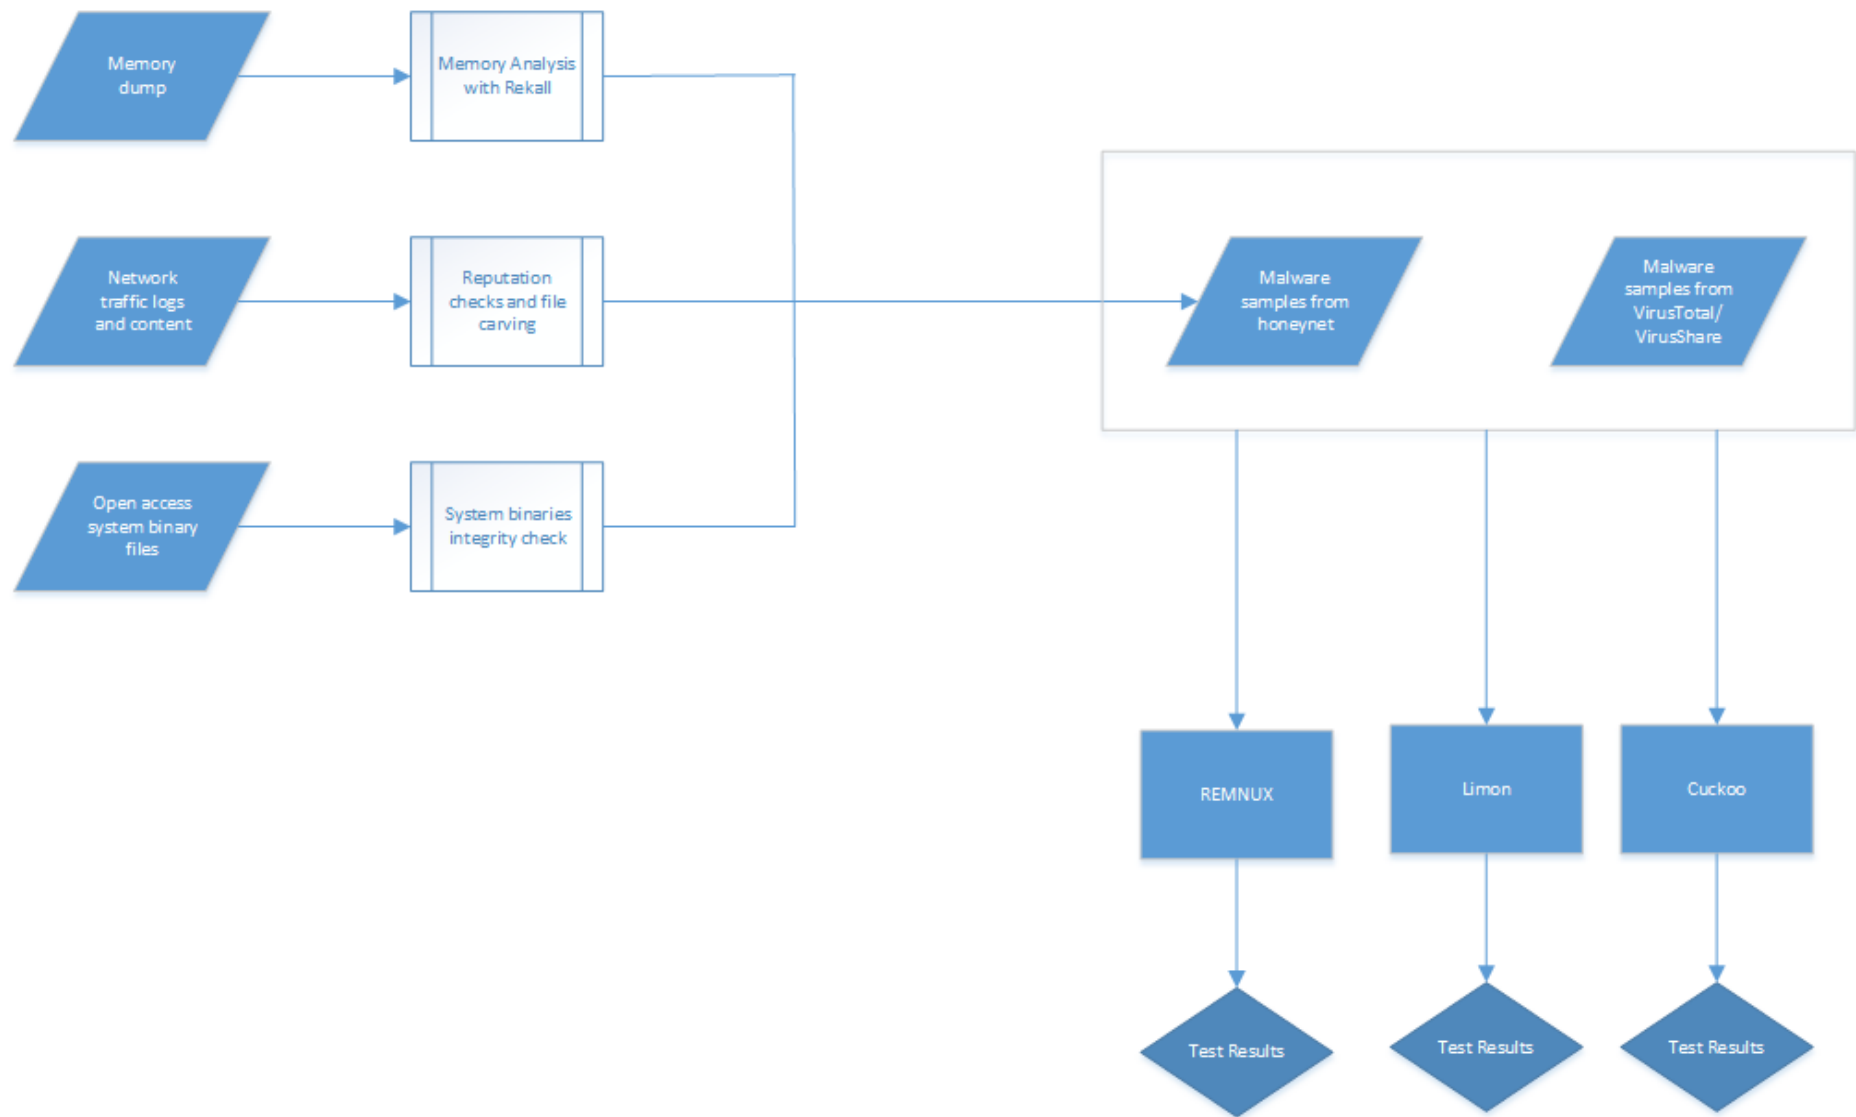 Memory
dump
Memory Analysis
with Rekall
Network
traffic logs
and content
Reputation
checks and file
carving
Malware
samples from
honeynet
Malware
samples from
VirusTotal/
VirusShare
Open access
system binary
files
System binaries
integrity check
REMNUX
Limon
Cuckoo
Test Results
Test Results
Test Results